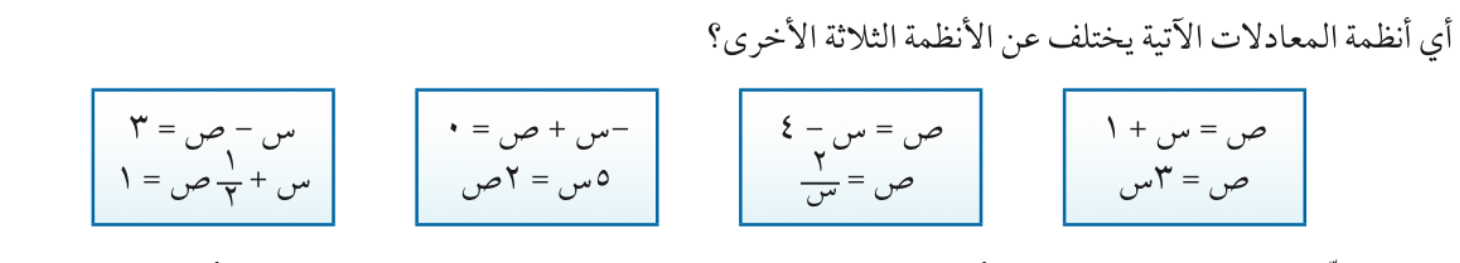 أي أنظمة المعادلات الآتية يختلف عن الأنظمة الثلاثة الأخرى؟
ص = س + ١
ص = ٣س
ص = س – ٤
ص = ٢/س
–س + ص = ٠
٥س = ٢ص
س – ص = ٣
س + ١/٢ ص = ١